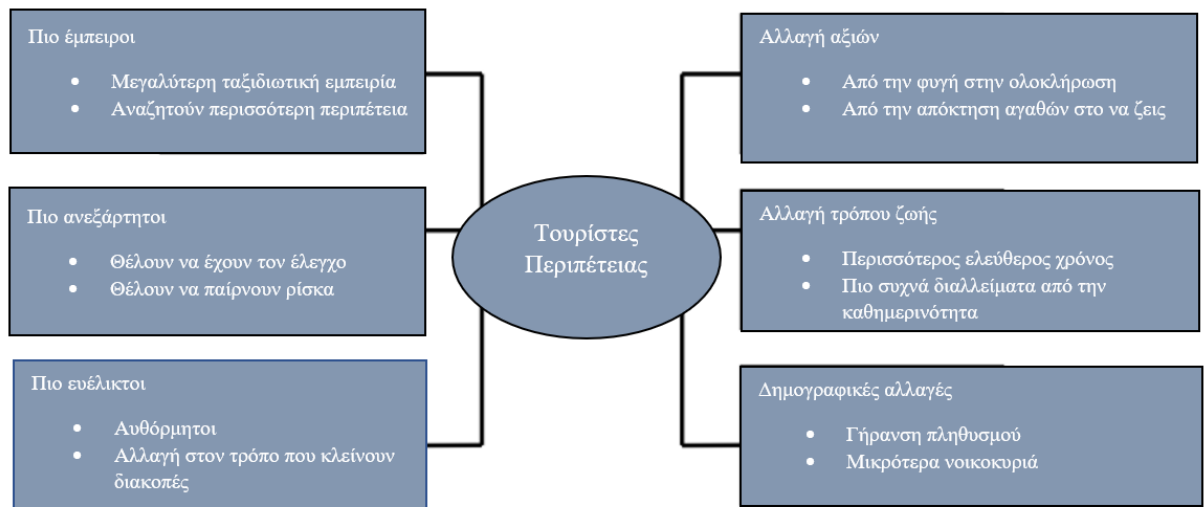 Πιο έμπειροι
• Μεγαλύτερη ταξιδιωτική εμπειρία
• Αναζητούν περισσότερη περιπέτεια
Πιο ανεξάρτητοι
• Θέλουν να έχουν τον έλεγχο
• Θέλουν να παίρνουν ρίσκα
Πιο ευέλικτοι
• Αυθόρμητοι
• Αλλαγή στον τρόπο που κλείνουν
διακοπές
Τουρίστες
Περιπέτειας
Αλλαγή αξιών
• Από την φυγή στην ολοκλήρωση
• Από την απόκτηση αγαθών στο να ζεις
Αλλαγή τρόπου ζωής
• Περισσότερος ελεύθερος χρόνος
• Πιο συχνά διαλλείματα από την
καθημερινότητα
Δημογραφικές αλλαγές
• Γήρανση πληθυσμού
• Μικρότερα νοικοκυριά